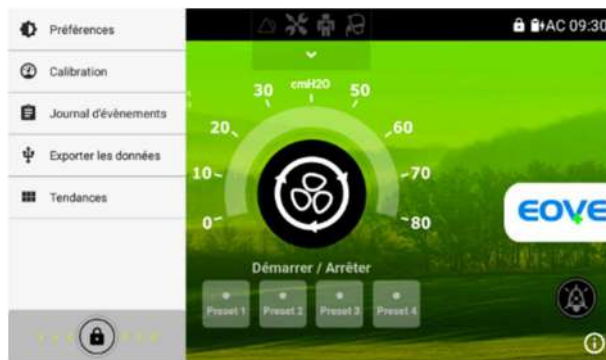 Préférences
Calibration
Journal d'évènements
Exporter les données
Tendances
AC 09:30
cmH2O
0
10
20
30
50
60
70
80
Démarrer / Arrêter
Preset 1
Preset 2
Preset 3
Preset 4
EOVE